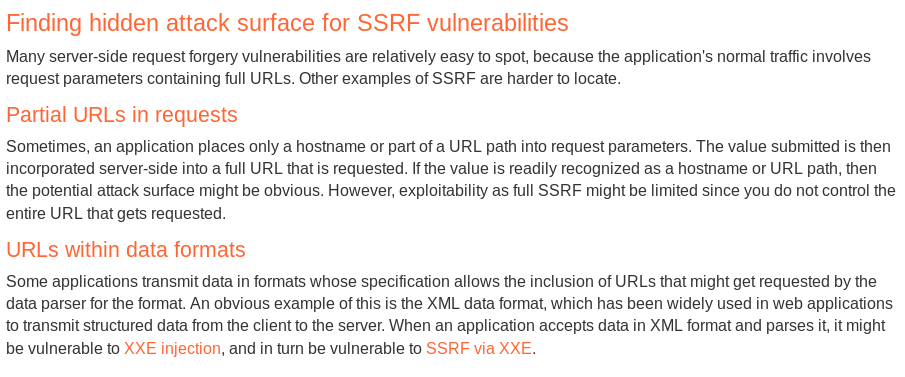 Finding hidden attack surface for SSRF vulnerabilities
Many server-side request forgery vulnerabilities are relatively easy to spot, because the application's normal traffic involves
request parameters containing full URLs. Other examples of SSRF are harder to locate.
Partial URLs in requests
Sometimes, an application places only a hostname or part of a URL path into request parameters. The value submitted is then
incorporated server-side into a full URL that is requested. If the value is readily recognized as a hostname or URL path, then
the potential attack surface might be obvious. However, exploitability as full SSRF might be limited since you do not control the
entire URL that gets requested.
URLs within data formats
Some applications transmit data in formats whose specification allows the inclusion of URLs that might get requested by the
data parser for the format. An obvious example of this is the XML data format, which has been widely used in web applications
to transmit structured data from the client to the server. When an application accepts data in XML format and parses it, it might
be vulnerable to XXE injection, and in turn be vulnerable to SSRF via XXE.